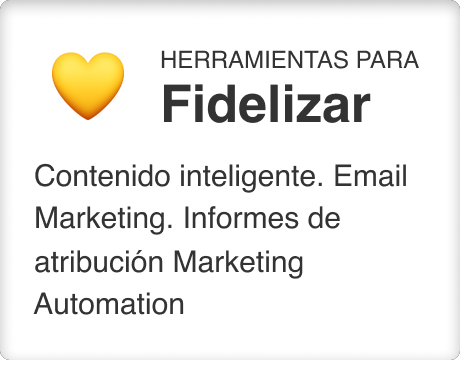 HERRAMIENTAS PARA
Fidelizar
Contenido inteligente. Email
Marketing. Informes de
atribución Marketing
Automation